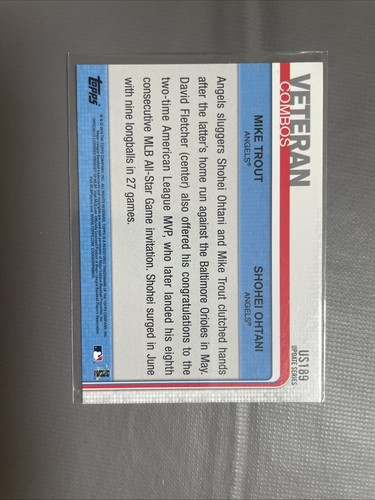 US189
UPDATE SERIES
VETERAN
COMBOS
MIKE TROUT
ANGELS®
SHOHEI OHTANI
ANGELS®
Angels sluggers Shohei Ohtani and Mike Trout clutched hands
after the latter's home run against the Baltimore Orioles in May.
David Fletcher (center) also offered his congratulations to the
two-time American League MVP, who later landed his eighth
consecutive MLB All-Star Game invitation. Shohei surged in June
with nine longballs in 27 games.
Topps